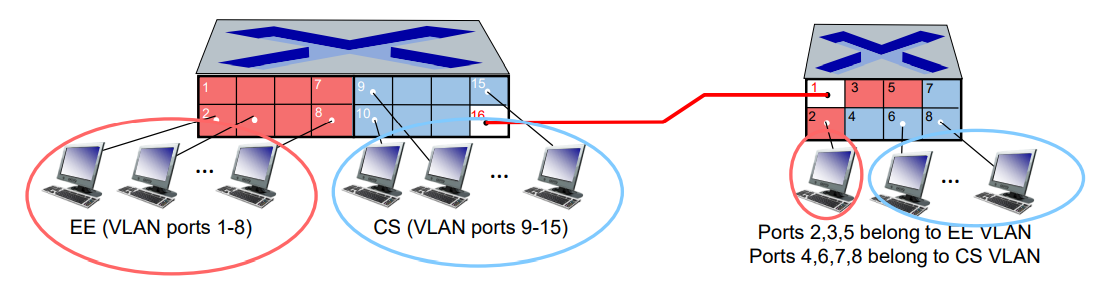 1 7 9 15
2 8 10 16
1 3 5 7
2 4 6 8
... ... ...
EE (VLAN ports 1-8)
CS (VLAN ports 9-15)
Ports 2,3,5 belong to EE VLAN
Ports 4,6,7,8 belong to CS VLAN